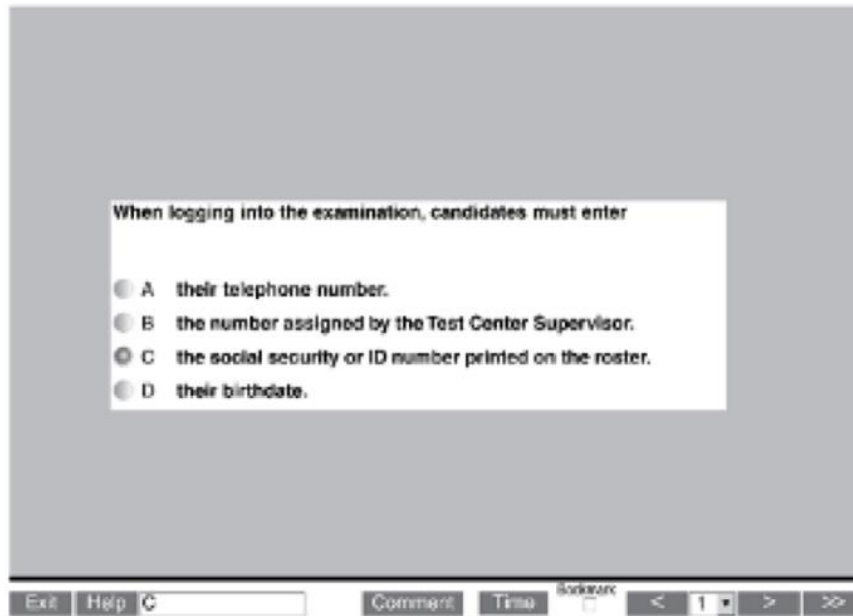 When logging into the examination, candidates must enter
A their telephone number.
B the number assigned by the Test Center Supervisor.
C the social security or ID number printed on the roster.
D their birthdate.
Bookmark
Exit Help C Comment Time < 1 > >>